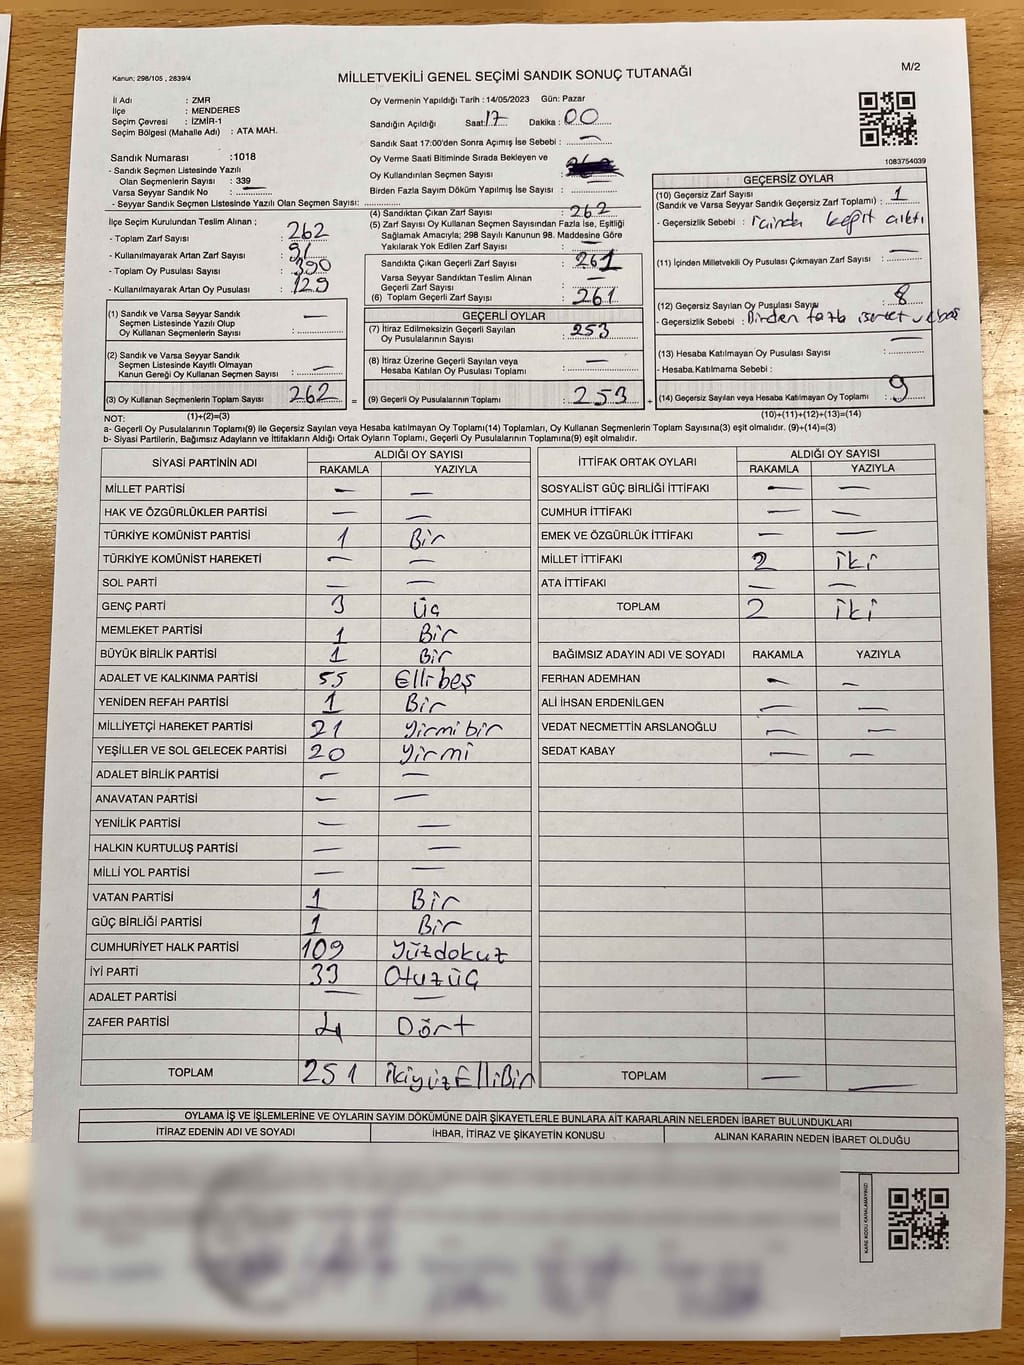 Kanun; 298/105 , 2839/4
MİLLETVEKİLİ GENEL SEÇİMİ SANDIK SONUÇ TUTANAĞI
M/2
İl Adı : ZMR
İlçe : MENDERES
Seçim Çevresi : İZMİR-1
Seçim Bölgesi (Mahalle Adı) : ATA MAH.
Oy Vermenin Yapıldığı Tarih : 14/05/2023 Gün: Pazar
Sandığın Açıldığı Saat: 17 Dakika : 00
Sandık Saat 17:00'den Sonra Açımış İse Sebebi : —
Oy Verme Saati Bitiminde Sırada Bekleyen ve
Oy Kullandırılan Seçmen Sayısı :
Birden Fazla Sayım Döküm Yapılmış İse Sayısı :
1083754039
Sandık Numarası :1018
- Sandık Seçmen Listesinde Yazılı
Olan Seçmenlerin Sayısı : 339
Varsa Seyyar Sandık No : —
- Seyyar Sandık Seçmen Listesinde Yazılı Olan Seçmen Sayısı:
İlçe Seçim Kurulundan Teslim Alınan ;
- Toplam Zarf Sayısı : 262
- Kullanılmayarak Artan Zarf Sayısı : 91
- Toplam Oy Pusulası Sayısı : 390
- Kullanılmayarak Artan Oy Pusulası : 129
(1) Sandık ve Varsa Seyyar Sandık
Seçmen Listesinde Yazılı Olup
Oy Kullanan Seçmenlerin Sayısı : —
(2) Sandık ve Varsa Seyyar Sandık
Seçmen Listesinde Kayıtlı Olmayan
Kanun Gereği Oy Kullanan Seçmen Sayısı : —
(3) Oy Kullanan Seçmenlerin Toplam Sayısı : 262 =
(4) Sandıktan Çıkan Zarf Sayısı : 262
(5) Zarf Sayısı Oy Kullanan Seçmen Sayısından Fazla İse, Eşitliği
Sağlamak Amacıyla; 298 Sayılı Kanunun 98. Maddesine Göre
Yakılarak Yok Edilen Zarf Sayısı : —
Sandıkta Çıkan Geçerli Zarf Sayısı : 261
Varsa Seyyar Sandıktan Teslim Alınan
Geçerli Zarf Sayısı : —
(6) Toplam Geçerli Zarf Sayısı : 261
GEÇERLİ OYLAR
(7) İtiraz Edilmeksizin Geçerli Sayılan
Oy Pusulalarının Sayısı : 253
(8) İtiraz Üzerine Geçerli Sayılan veya
Hesaba Katılan Oy Pusulası Toplamı : —
(9) Geçerli Oy Pusulalarının Toplamı : 253 +
GEÇERSİZ OYLAR
(10) Geçersiz Zarf Sayısı
(Sandık ve Varsa Seyyar Sandık Geçersiz Zarf Toplamı) : 1
- Geçersizlik Sebebi : çıktı
(11) İçinden Milletvekili Oy Pusulası Çıkmayan Zarf Sayısı : —
(12) Geçersiz Sayılan Oy Pusulası Sayısı : 8
- Geçersizlik Sebebi : Birden fazla
(13) Hesaba Katılmayan Oy Pusulası Sayısı : —
- Hesaba Katılmama Sebebi :
(14) Geçersiz Sayılan veya Hesaba Katılmayan Oy Toplamı : 9
NOT: (1)+(2)=(3)
(10)+(11)+(12)+(13)=(14)
a- Geçerli Oy Pusulalarının Toplamı(9) ile Geçersiz Sayılan veya Hesaba katılmayan Oy Toplamı(14) Toplamları, Oy Kullanan Seçmenlerin Toplam Sayısına(3) eşit olmalıdır. (9)+(14)=(3)
b- Siyasi Partilerin, Bağımsız Adayların ve İttifakların Aldığı Ortak Oyların Toplamı, Geçerli Oy Pusulalarının Toplamına(9) eşit olmalıdır.
SİYASİ PARTİNİN ADI ALDIĞI OY SAYISI
RAKAMLA YAZIYLA
MİLLET PARTİSİ — —
HAK VE ÖZGÜRLÜKLER PARTİSİ — —
TÜRKİYE KOMÜNİST PARTİSİ 1 Bir
TÜRKİYE KOMÜNİST HAREKETİ — —
SOL PARTİ — —
GENÇ PARTİ 3 Üç
MEMLEKET PARTİSİ 1 Bir
BÜYÜK BİRLİK PARTİSİ 1 Bir
ADALET VE KALKINMA PARTİSİ 55 Ellibeş
YENİDEN REFAH PARTİSİ 1 Bir
MİLLİYETÇİ HAREKET PARTİSİ 21 Yirmi bir
YEŞİLLER VE SOL GELECEK PARTİSİ 20 Yirmi
ADALET BİRLİK PARTİSİ — —
ANAVATAN PARTİSİ — —
YENİLİK PARTİSİ — —
HALKIN KURTULUŞ PARTİSİ — —
MİLLİ YOL PARTİSİ — —
VATAN PARTİSİ 1 Bir
GÜÇ BİRLİĞİ PARTİSİ 1 Bir
CUMHURİYET HALK PARTİSİ 109 Yüzdokuz
İYİ PARTİ 33 Otuzüç
ADALET PARTİSİ — —
ZAFER PARTİSİ 4 Dört
TOPLAM 251 ikiyüzElliBir
İTTİFAK ORTAK OYLARI ALDIĞI OY SAYISI
RAKAMLA YAZIYLA
SOSYALİST GÜÇ BİRLİĞİ İTTİFAKI — —
CUMHUR İTTİFAKI — —
EMEK VE ÖZGÜRLÜK İTTİFAKI — —
MİLLET İTTİFAKI 2 iki
ATA İTTİFAKI — —
TOPLAM 2 iki
BAĞIMSIZ ADAYIN ADI VE SOYADI RAKAMLA YAZIYLA
FERHAN ADEMHAN — —
ALİ İHSAN ERDENİLGEN — —
VEDAT NECMETTİN ARSLANOĞLU — —
SEDAT KABAY — —
TOPLAM — —
OYLAMA İŞ VE İŞLEMLERİNE VE OYLARIN SAYIM DÖKÜMÜNE DAİR ŞİKAYETLERLE BUNLARA AİT KARARLARIN NELERDEN İBARET BULUNDUKLARI
İTİRAZ EDENİN ADI VE SOYADI İHBAR, İTİRAZ VE ŞİKAYETİN KONUSU ALINAN KARARIN NEDEN İBARET OLDUĞU
KARE KODU KARALAMAYINIZ!